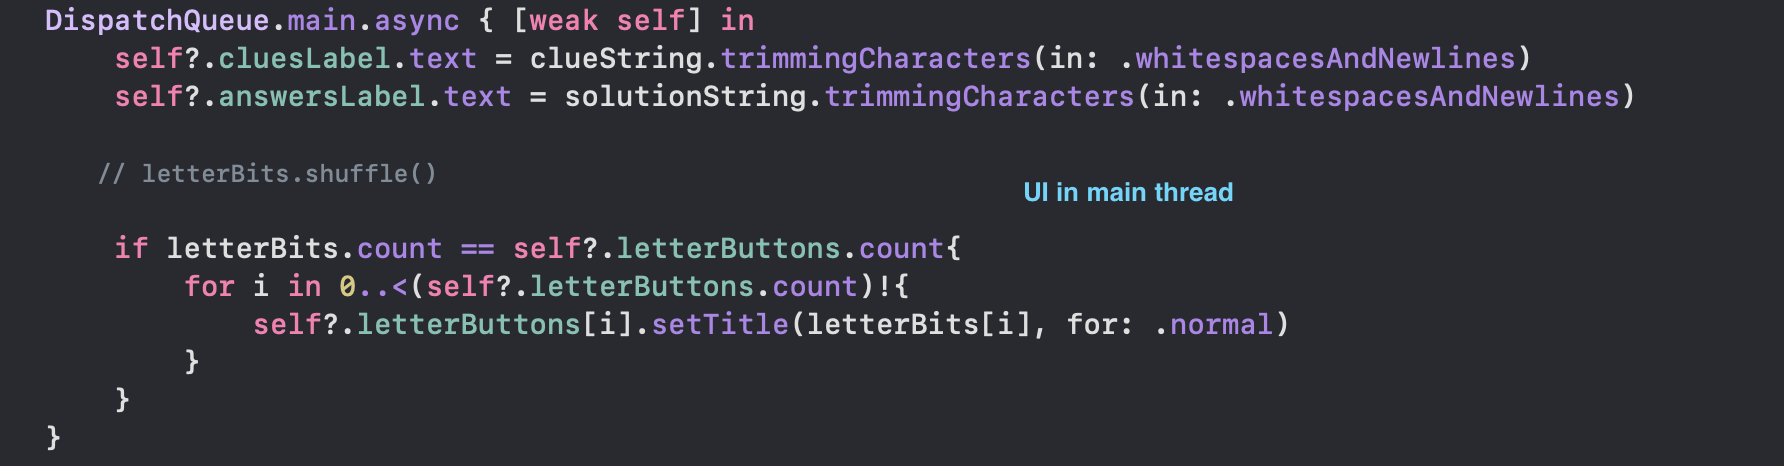 DispatchQueue.main.async { [weak self] in
    self?.cluesLabel.text = clueString.trimmingCharacters(in: .whitespacesAndNewlines)
    self?.answersLabel.text = solutionString.trimmingCharacters(in: .whitespacesAndNewlines)
   // letterBits.shuffle()
UI in main thread
    if letterBits.count == self?.letterButtons.count{
        for i in 0..<(self?.letterButtons.count)!{
            self?.letterButtons[i].setTitle(letterBits[i], for: .normal)
        }
    }
}